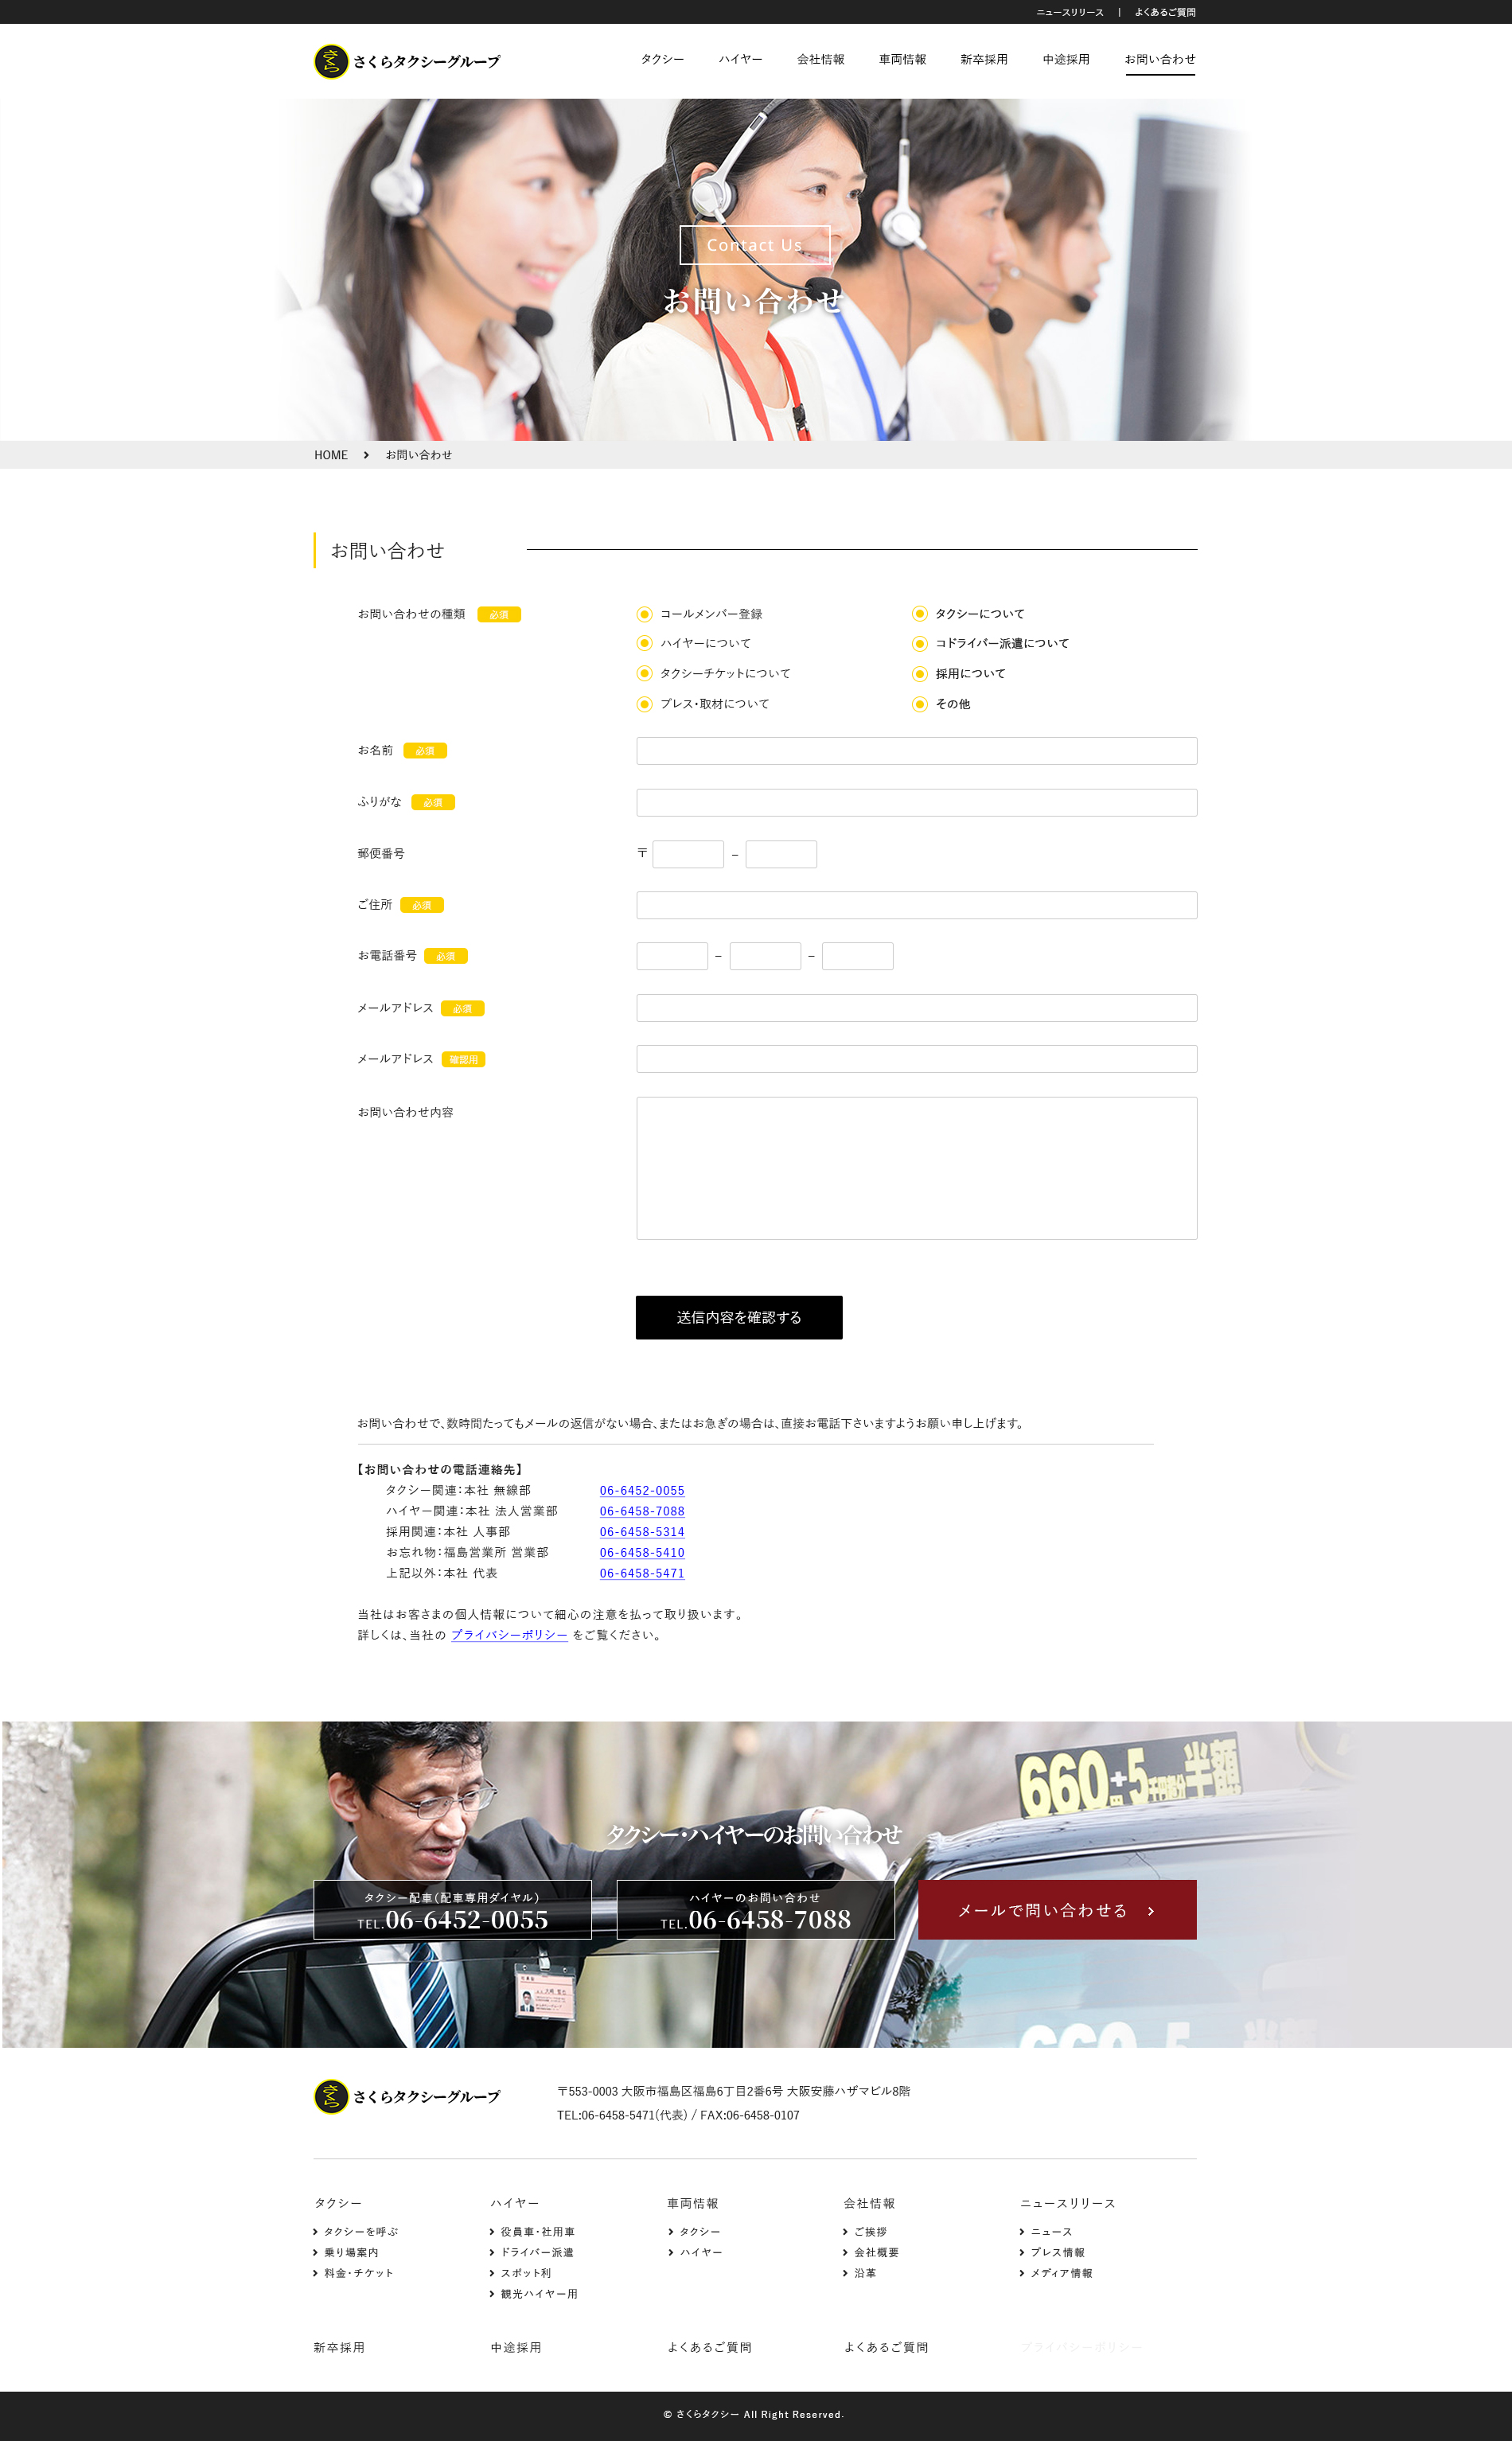 ニュースリリース | よくあるご質問
さくら さくらタクシーグループ
タクシー ハイヤー 会社情報 車両情報 新卒採用 中途採用 お問い合わせ
Contact Us
お問い合わせ
HOME お問い合わせ
お問い合わせ
お問い合わせの種類 必須
コールメンバー登録 タクシーについて
ハイヤーについて コドライバー派遣について
タクシーチケットについて 採用について
プレス・取材について その他
お名前 必須
ふりがな 必須
郵便番号 〒 –
ご住所 必須
お電話番号 必須 – –
メールアドレス 必須
メールアドレス 確認用
お問い合わせ内容
送信内容を確認する
お問い合わせで、数時間たってもメールの返信がない場合、またはお急ぎの場合は、直接お電話下さいますようお願い申し上げます。
【お問い合わせの電話連絡先】
タクシー関連：本社 無線部 06-6452-0055
ハイヤー関連：本社 法人営業部 06-6458-7088
採用関連：本社 人事部 06-6458-5314
お忘れ物：福島営業所 営業部 06-6458-5410
上記以外：本社 代表 06-6458-5471
当社はお客さまの個人情報について細心の注意を払って取り扱います。
詳しくは、当社の プライバシーポリシー をご覧ください。
660円+5千円超分半額
タクシー・ハイヤーのお問い合わせ
タクシー配車（配車専用ダイヤル）
TEL.06-6452-0055
ハイヤーのお問い合わせ
TEL.06-6458-7088
メールで問い合わせる
さくら さくらタクシーグループ
〒553-0003 大阪市福島区福島6丁目2番6号 大阪安藤ハザマビル8階
TEL:06-6458-5471(代表) / FAX:06-6458-0107
タクシー
タクシーを呼ぶ
乗り場案内
料金・チケット
ハイヤー
役員車・社用車
ドライバー派遣
スポット利
観光ハイヤー用
車両情報
タクシー
ハイヤー
会社情報
ご挨拶
会社概要
沿革
ニュースリリース
ニュース
プレス情報
メディア情報
新卒採用 中途採用 よくあるご質問 よくあるご質問 プライバシーポリシー
© さくらタクシー All Right Reserved.